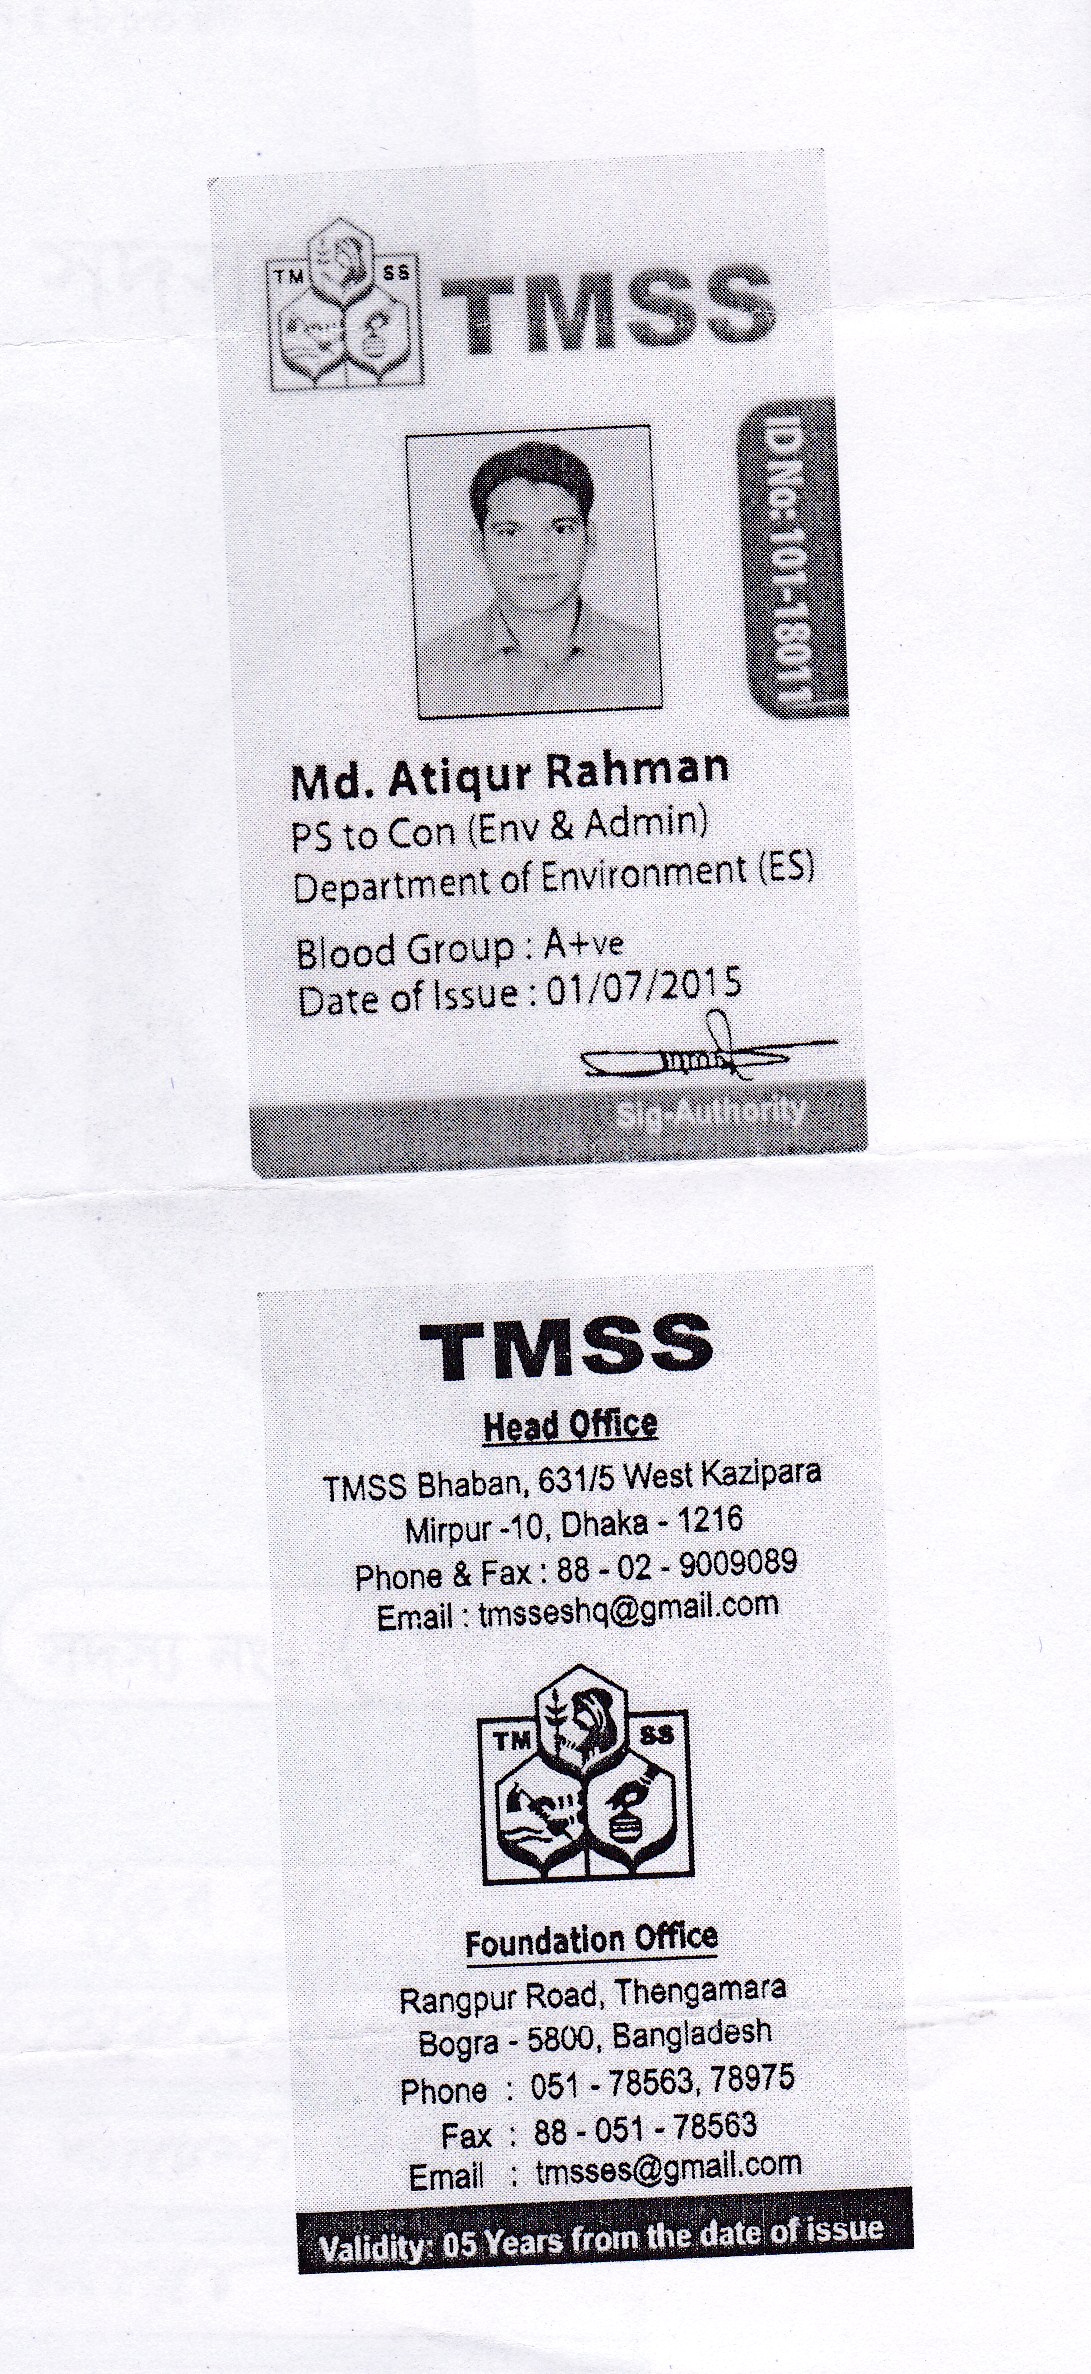 TM SS
TMSS
ID No: 101-18011
Md. Atiqur Rahman
PS to Con (Env & Admin)
Department of Environment (ES)
Blood Group : A+ve
Date of Issue : 01/07/2015
Sig-Authority
TMSS
Head Office
TMSS Bhaban, 631/5 West Kazipara
Mirpur -10, Dhaka - 1216
Phone & Fax : 88 - 02 - 9009089
Email : tmsseshq@gmail.com
TM SS
Foundation Office
Rangpur Road, Thengamara
Bogra - 5800, Bangladesh
Phone : 051 - 78563, 78975
Fax : 88 - 051 - 78563
Email : tmsses@gmail.com
Validity: 05 Years from the date of issue